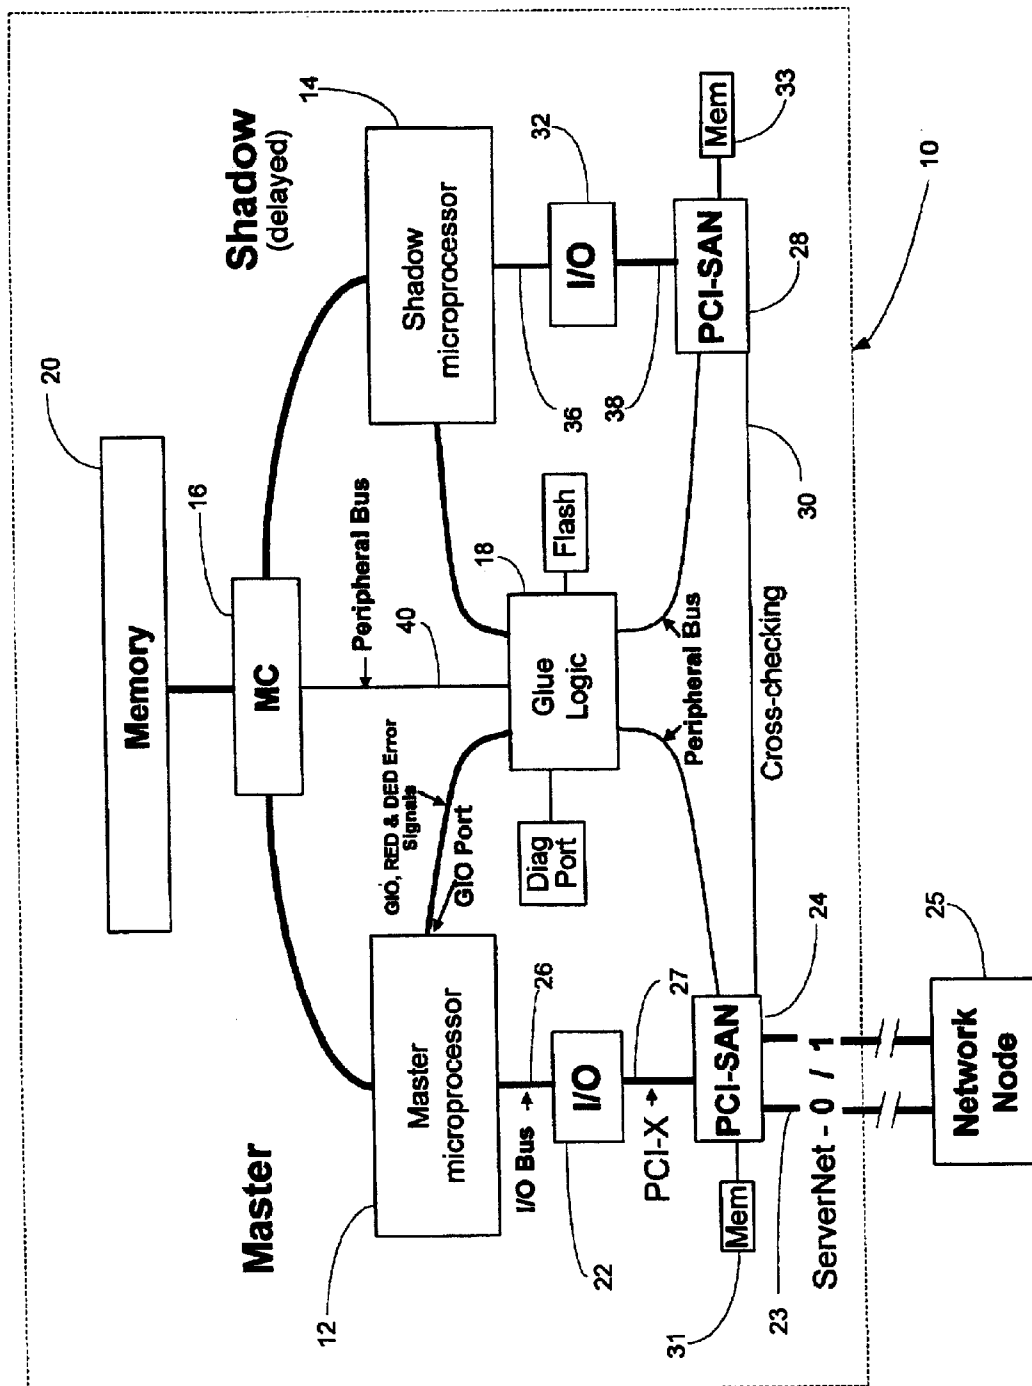 Memory
20
MC
16
Master
Shadow
(delayed)
Master
microprocessor
12
Shadow
microprocessor
14
GIO, RED & DED Error
Signals
GIO Port
40
Peripheral Bus
Glue
Logic
18
Flash
Diag
Port
I/O Bus
26
I/O
22
PCI-X
27
36
I/O
32
38
Peripheral Bus
PCI-SAN
24
Mem
31
PCI-SAN
28
Mem
33
Cross-checking
30
23
ServerNet - 0 / 1
10
Network
Node
25